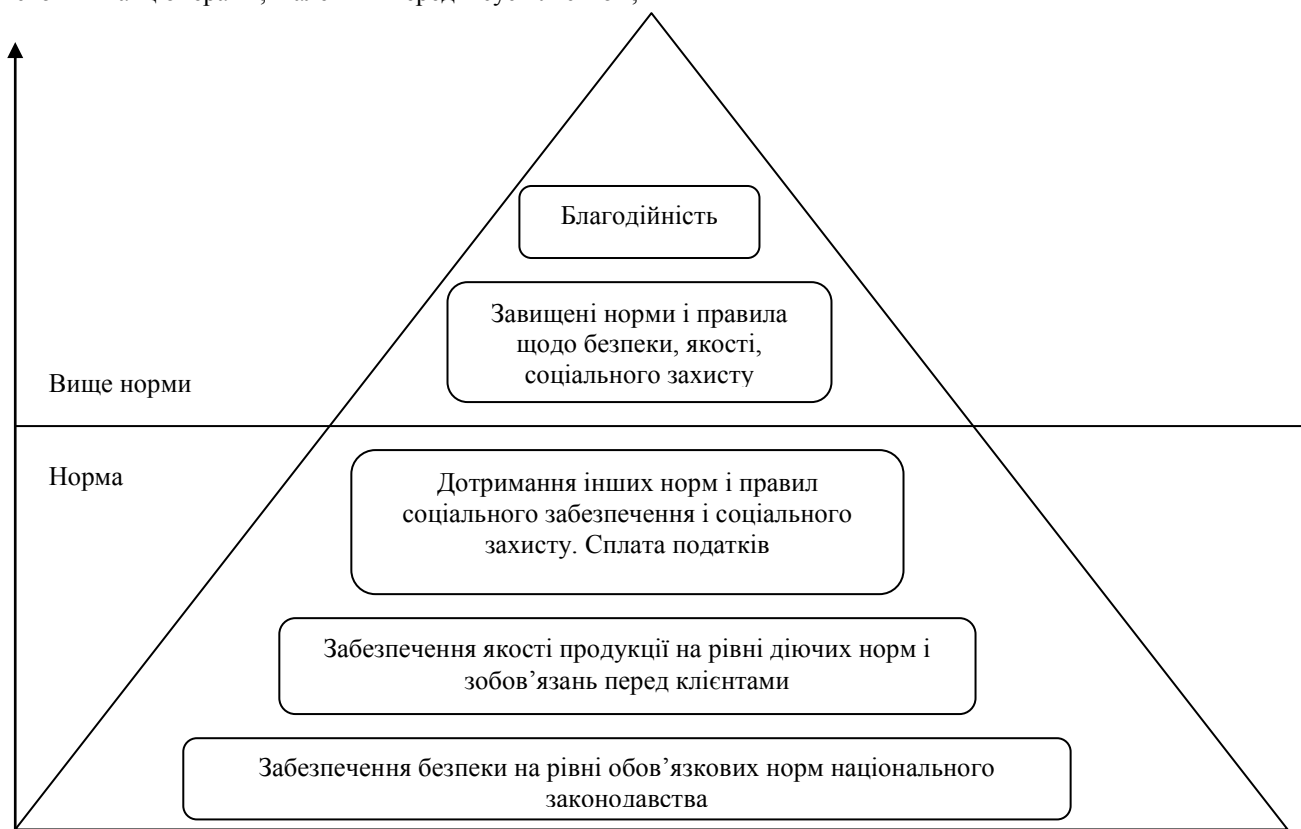 Благодійність
Завищені норми і правила
щодо безпеки, якості,
соціального захисту
Вище норми
Норма
Дотримання інших норм і правил
соціального забезпечення і соціального
захисту. Сплата податків
Забезпечення якості продукції на рівні діючих норм і
зобов’язань перед клієнтами
Забезпечення безпеки на рівні обов’язкових норм національного
законодавства